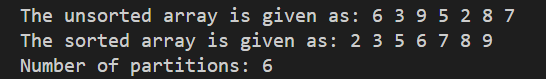 The unsorted array is given as: 6 3 9 5 2 8 7
The sorted array is given as: 2 3 5 6 7 8 9
Number of partitions: 6